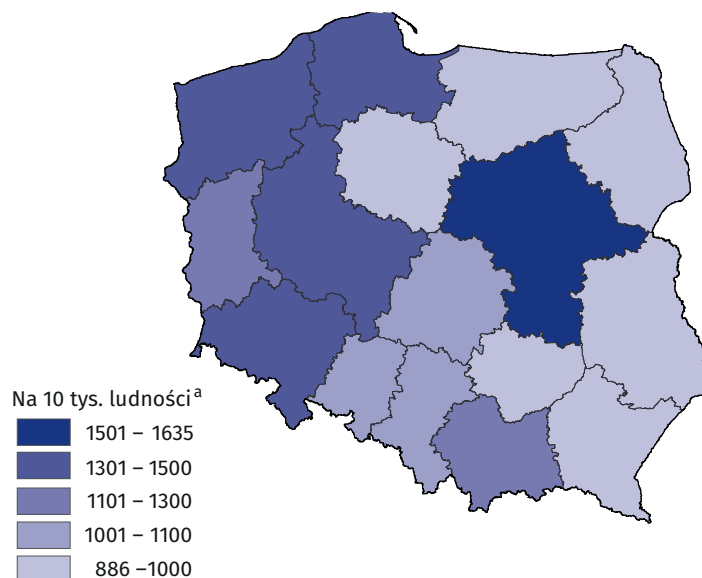 Na 10 tys. ludności a
1501 – 1635
1301 – 1500
1101 – 1300
1001 – 1100
886 –1000